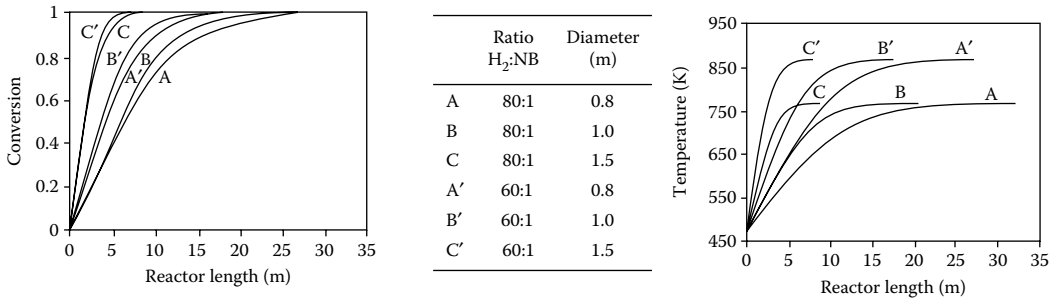 1
0.8
0.6
0.4
0.2
0
Conversion
C′ C
B′ B
A′ A
0 5 10 15 20 25 30 35
Reactor length (m)
Ratio Diameter
H₂:NB (m)
A 80:1 0.8
B 80:1 1.0
C 80:1 1.5
A′ 60:1 0.8
B′ 60:1 1.0
C′ 60:1 1.5
950
850
750
650
550
450
Temperature (K)
C′ B′ A′
C B A
0 5 10 15 20 25 30 35
Reactor length (m)